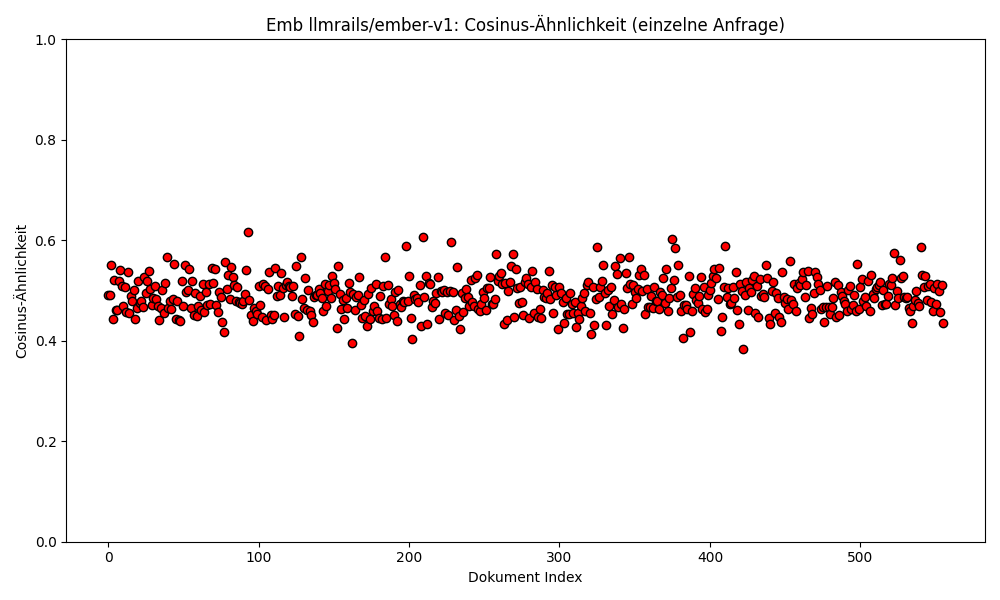 Emb llmrails/ember-v1: Cosinus-Ähnlichkeit (einzelne Anfrage)
1.0
0.8
0.6
0.4
0.2
0.0
Cosinus-Ähnlichkeit
0 100 200 300 400 500
Dokument Index